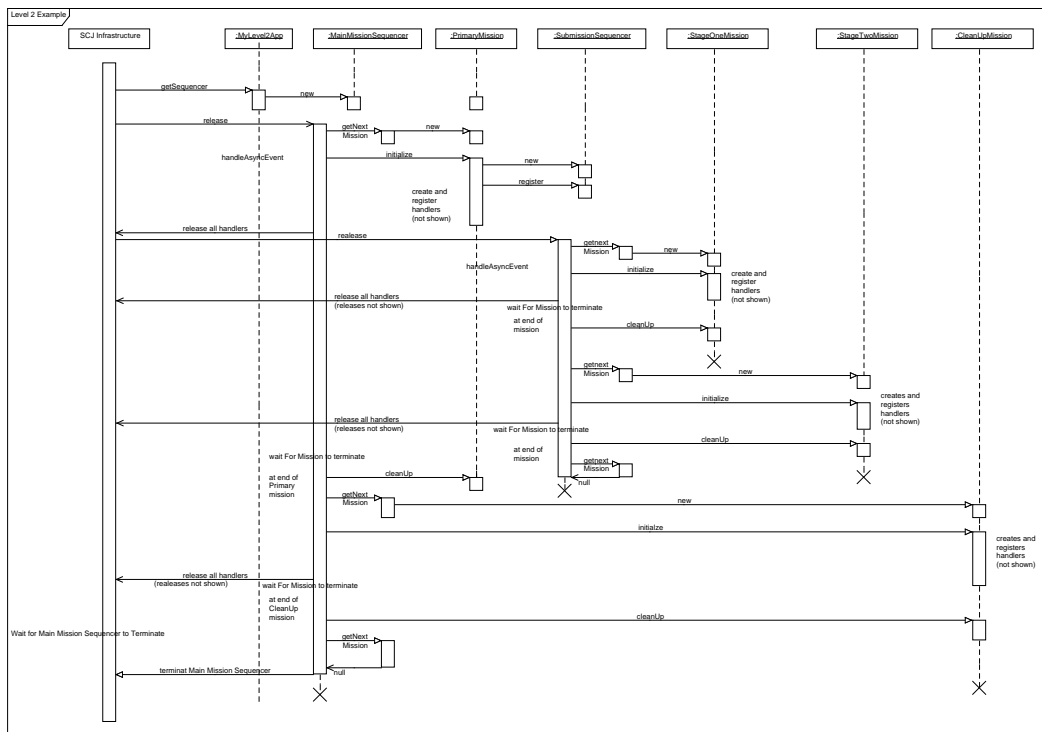 Level 2 Example
SCJ Infrastructure
:MyLevel2App
:MainMissionSequencer
:PrimaryMission
:SubmissionSequencer
:StageOneMission
:StageTwoMission
:CleanUpMission
getSequencer
new
release
getNext
Mission
new
handleAsyncEvent
initialize
new
register
create and
register
handlers
(not shown)
release all handlers
realease
getnext
Mission
new
handleAsyncEvent
initialize
create and
register
handlers
(not shown)
release all handlers
(releases not shown)
wait For Mission to terminate
at end of
mission
cleanUp
getnext
Mission
new
initialize
creates and
registers
handlers
(not shown)
release all handlers
(releases not shown)
wait For Mission to terminate
cleanUp
at end of
mission
wait For Mission to terminate
getnext
Mission
null
at end of
Primary
mission
cleanUp
getNext
Mission
new
initialze
creates and
registers
handlers
(not shown)
release all handlers
(realeases not shown)
wait For Mission to terminate
at end of
CleanUp
mission
cleanUp
Wait for Main Mission Sequencer to Terminate
getNext
Mission
null
terminat Main Mission Sequencer